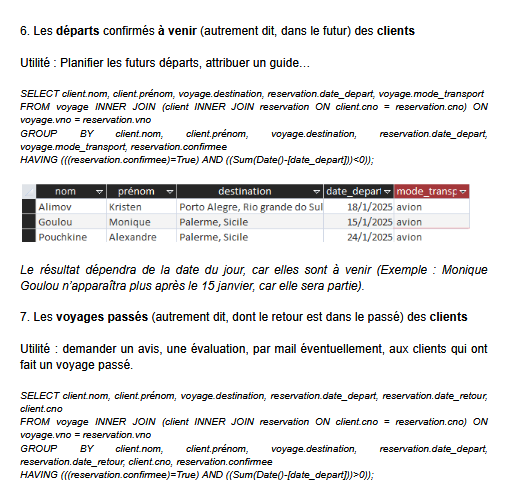 6. Les départs confirmés à venir (autrement dit, dans le futur) des clients
Utilité : Planifier les futurs départs, attribuer un guide…
SELECT client.nom, client.prénom, voyage.destination, reservation.date_depart, voyage.mode_transport
FROM voyage INNER JOIN (client INNER JOIN reservation ON client.cno = reservation.cno) ON
voyage.vno = reservation.vno
GROUP BY client.nom, client.prénom, voyage.destination, reservation.date_depart,
voyage.mode_transport, reservation.confirmee
HAVING (((reservation.confirmee)=True) AND ((Sum(Date()-[date_depart]))<0));
nom prénom destination date_depart mode_transp
Alimov Kristen Porto Alegre, Rio grande do Sul 18/1/2025 avion
Goulou Monique Palerme, Sicile 15/1/2025 avion
Pouchkine Alexandre Palerme, Sicile 24/1/2025 avion
Le résultat dépendra de la date du jour, car elles sont à venir (Exemple : Monique
Goulou n'apparaîtra plus après le 15 janvier, car elle sera partie).
7. Les voyages passés (autrement dit, dont le retour est dans le passé) des clients
Utilité : demander un avis, une évaluation, par mail éventuellement, aux clients qui ont
fait un voyage passé.
SELECT client.nom, client.prénom, voyage.destination, reservation.date_depart, reservation.date_retour,
client.cno
FROM voyage INNER JOIN (client INNER JOIN reservation ON client.cno = reservation.cno) ON
voyage.vno = reservation.vno
GROUP BY client.nom, client.prénom, voyage.destination, reservation.date_depart,
reservation.date_retour, client.cno, reservation.confirmee
HAVING (((reservation.confirmee)=True) AND ((Sum(Date()-[date_depart]))>0));